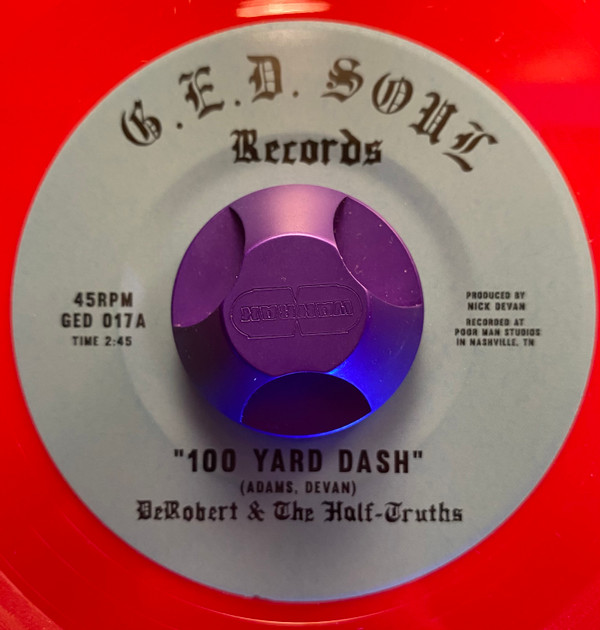 G.E.D. SOUL
Records
45RPM
GED 017A
TIME 2:45
PRODUCED BY
NICK DEVAN
RECORDED AT
POOR MAN STUDIOS
IN NASHVILLE, TN
"100 YARD DASH"
(ADAMS, DEVAN)
DeRobert & The Half-Truths